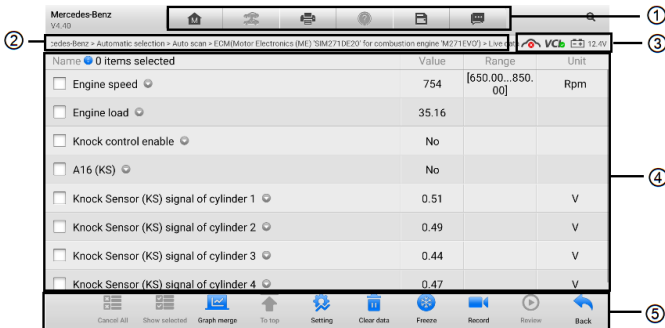 Mercedes-Benz
V4.40
①
②
cedes-Benz > Automatic selection > Auto scan > ECM(Motor Electronics (ME) 'SIM271DE20' for combustion engine 'M271EVO') > Live data
VCb 12.4V
③
Name 0 items selected Value Range Unit
Engine speed 754 [650.00...850.00] Rpm
Engine load 35.16
Knock control enable No
A16 (KS) No
④
Knock Sensor (KS) signal of cylinder 1 0.51 V
Knock Sensor (KS) signal of cylinder 2 0.49 V
Knock Sensor (KS) signal of cylinder 3 0.44 V
Knock Sensor (KS) signal of cylinder 4 0.47 V
Cancel All Show selected Graph merge To top Setting Clear data Freeze Record Review Back
⑤